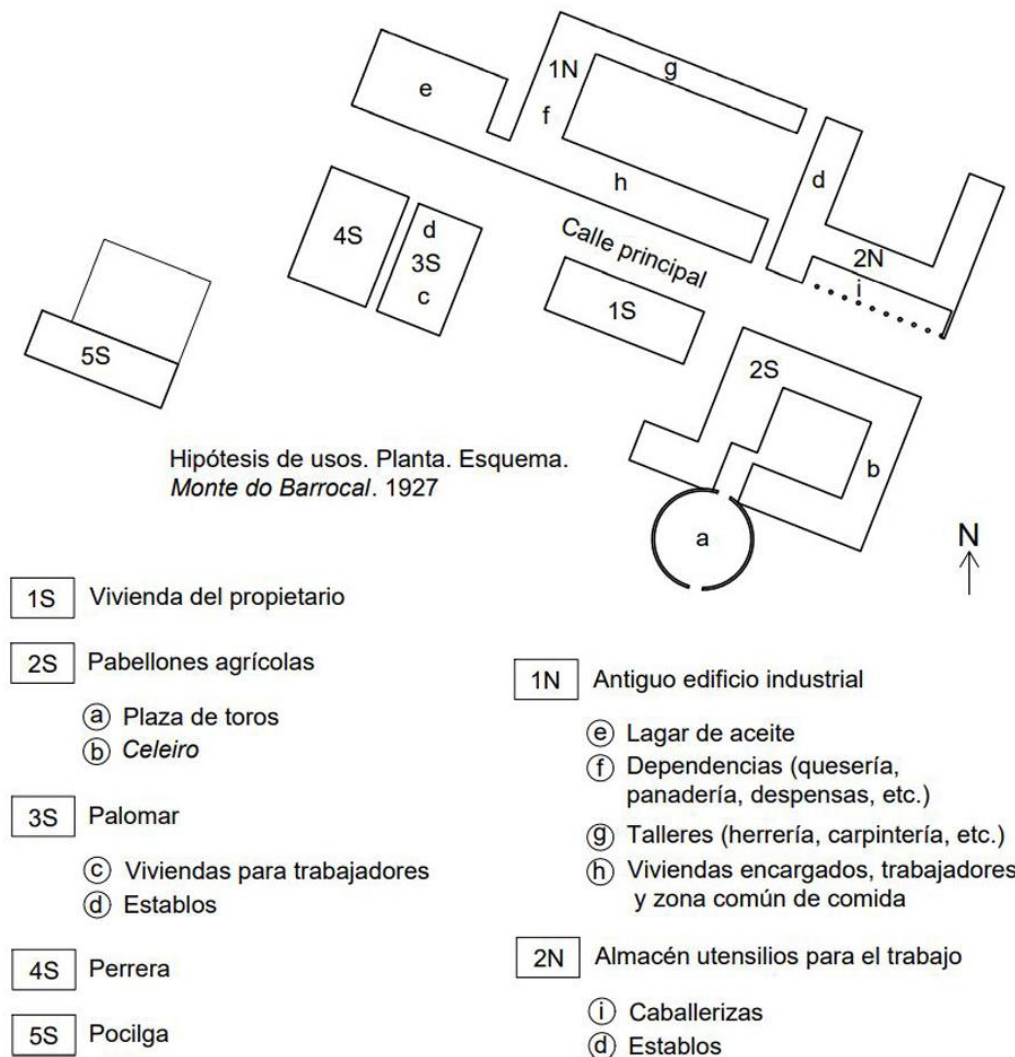 1N
g
e
f
d
h
4S
d
3S
c
Calle principal
2N
i
1S
5S
2S
b
Hipótesis de usos. Planta. Esquema.
Monte do Barrocal. 1927
a
N
1S Vivienda del propietario
2S Pabellones agrícolas
a Plaza de toros
b Celeiro
3S Palomar
c Viviendas para trabajadores
d Establos
4S Perrera
5S Pocilga
1N Antiguo edificio industrial
e Lagar de aceite
f Dependencias (quesería,
panadería, despensas, etc.)
g Talleres (herrería, carpintería, etc.)
h Viviendas encargados, trabajadores
y zona común de comida
2N Almacén utensilios para el trabajo
i Caballerizas
d Establos